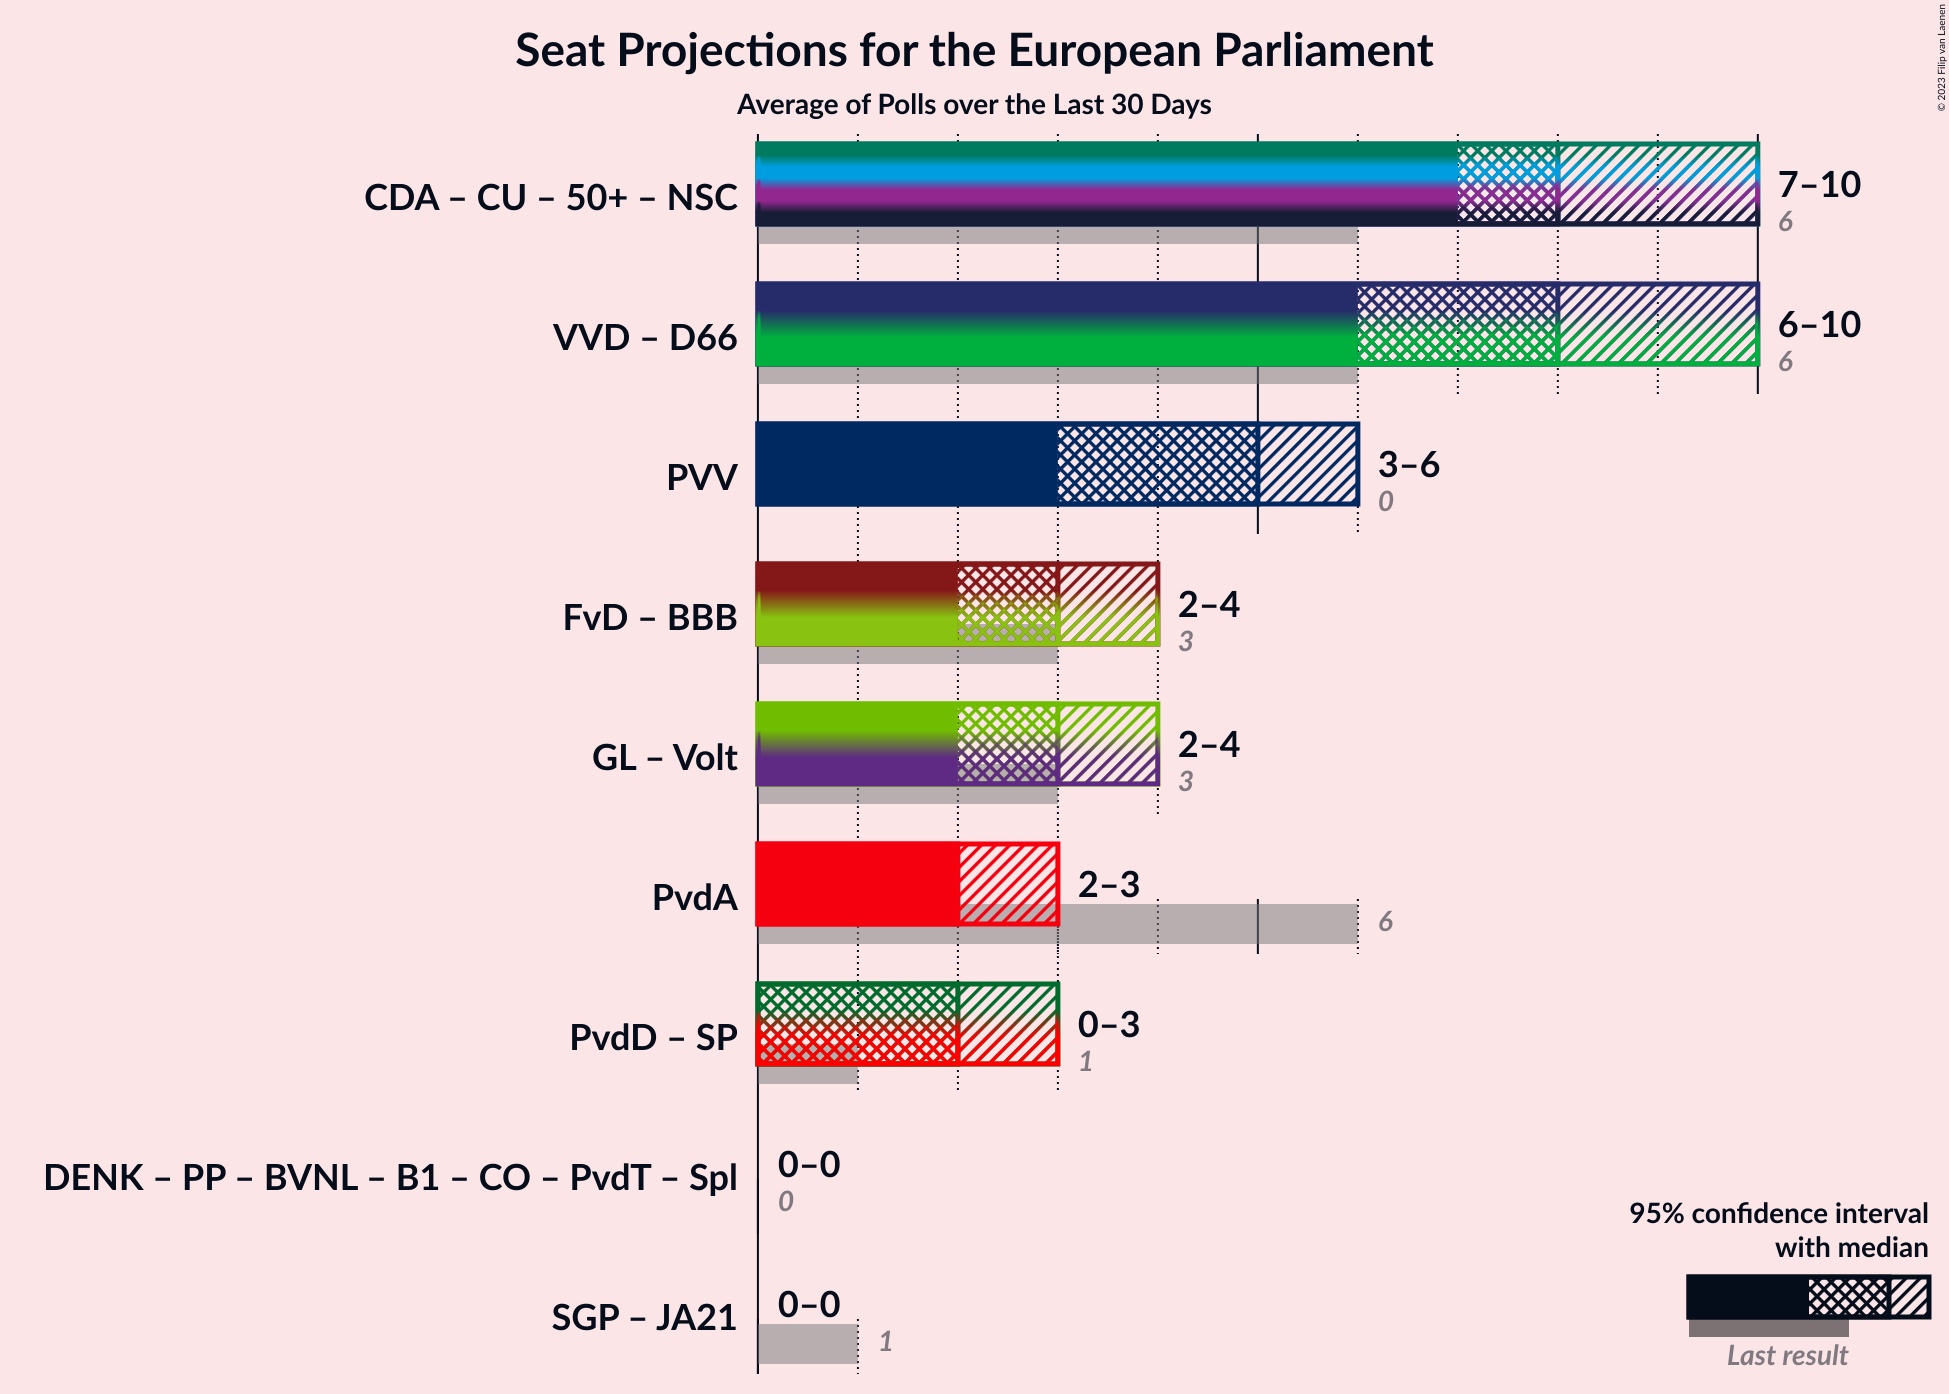 Seat Projections for the European Parliament
Average of Polls over the Last 30 Days
© 2023 Filip van Laenen
CDA – CU – 50+ – NSC
7–10
6
VVD – D66
6–10
6
PVV
3–6
0
FvD – BBB
2–4
3
GL – Volt
2–4
3
PvdA
2–3
6
PvdD – SP
0–3
1
DENK – PP – BVNL – B1 – CO – PvdT – Spl
0–0
0
SGP – JA21
0–0
1
95% confidence interval
with median
Last result